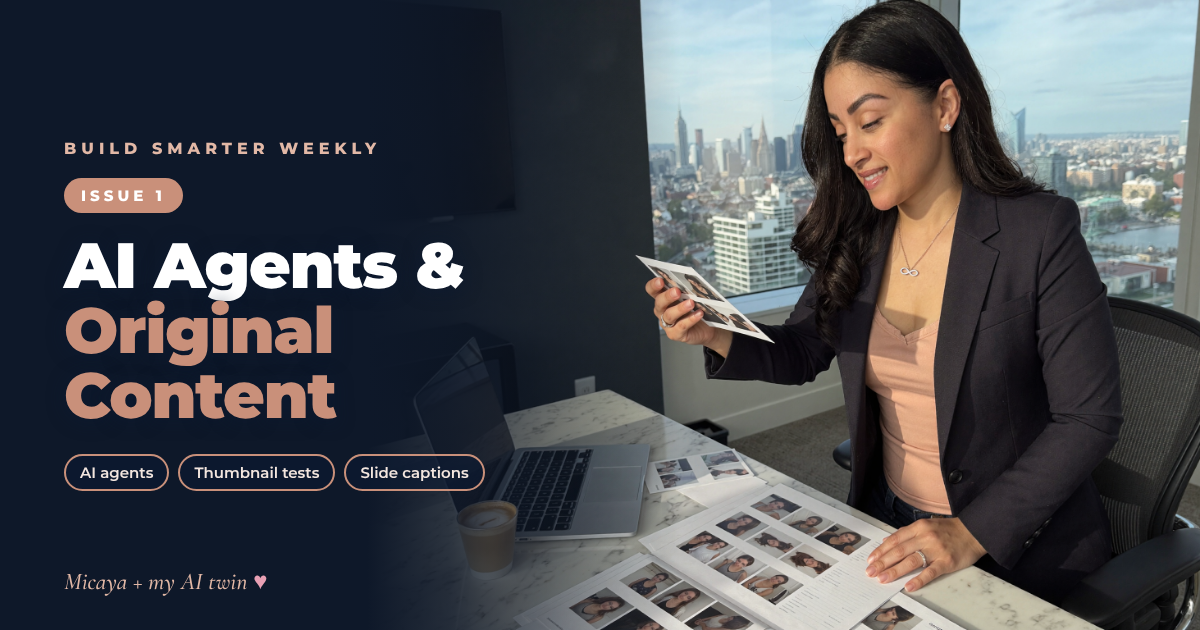 BUILD SMARTER WEEKLY
ISSUE 1
AI Agents &
Original
Content
AI agents
Thumbnail tests
Slide captions
Micaya + my AI twin ♥